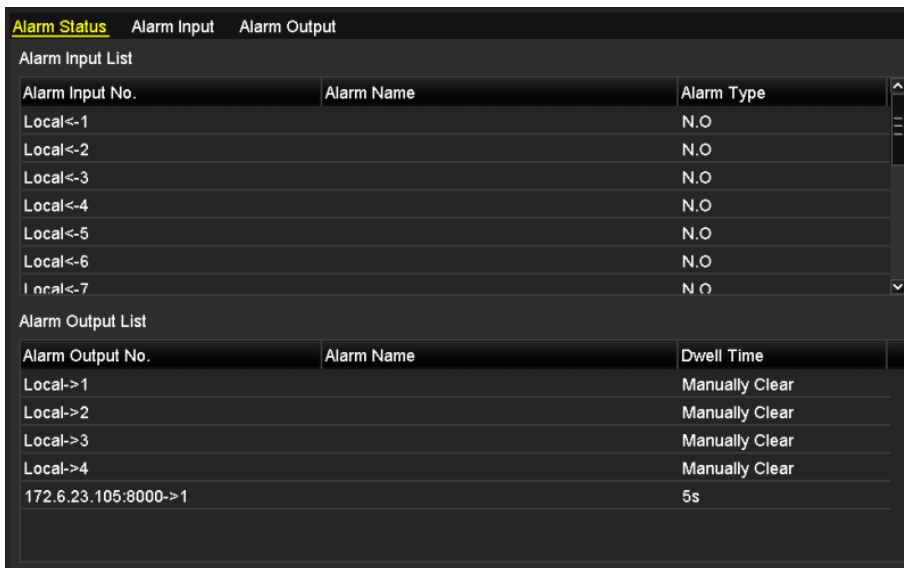 Alarm Status Alarm Input Alarm Output
Alarm Input List
Alarm Input No. Alarm Name Alarm Type
Local<-1 N.O
Local<-2 N.O
Local<-3 N.O
Local<-4 N.O
Local<-5 N.O
Local<-6 N.O
Local<-7 N.O
Alarm Output List
Alarm Output No. Alarm Name Dwell Time
Local->1 Manually Clear
Local->2 Manually Clear
Local->3 Manually Clear
Local->4 Manually Clear
172.6.23.105:8000->1 5s